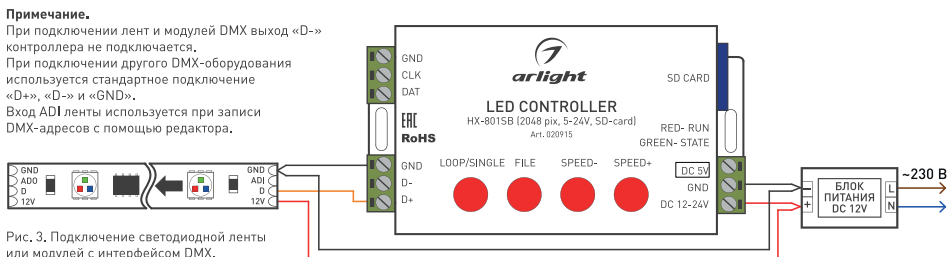 Примечание.
При подключении лент и модулей DMX выход «D-»
контроллера не подключается.
При подключении другого DMX-оборудования
используется стандартное подключение
«D+», «D-» и «GND».
Вход ADI ленты используется при записи
DMX-адресов с помощью редактора.
GND
ADO
D
12V
GND
ADI
D
12V
Рис. 3. Подключение светодиодной ленты
или модулей с интерфейсом DMX.
GND
CLK
DAT
arlight
SD CARD
LED CONTROLLER
HX-801SB (2048 pix, 5-24V, SD-card)
Art. 020915
EAC
RoHS
RED- RUN
GREEN- STATE
GND
D-
D+
LOOP/SINGLE FILE SPEED- SPEED+
DC 5V
GND
DC 12-24V
–
+
БЛОК
ПИТАНИЯ
DC 12V
L
N
~230 В